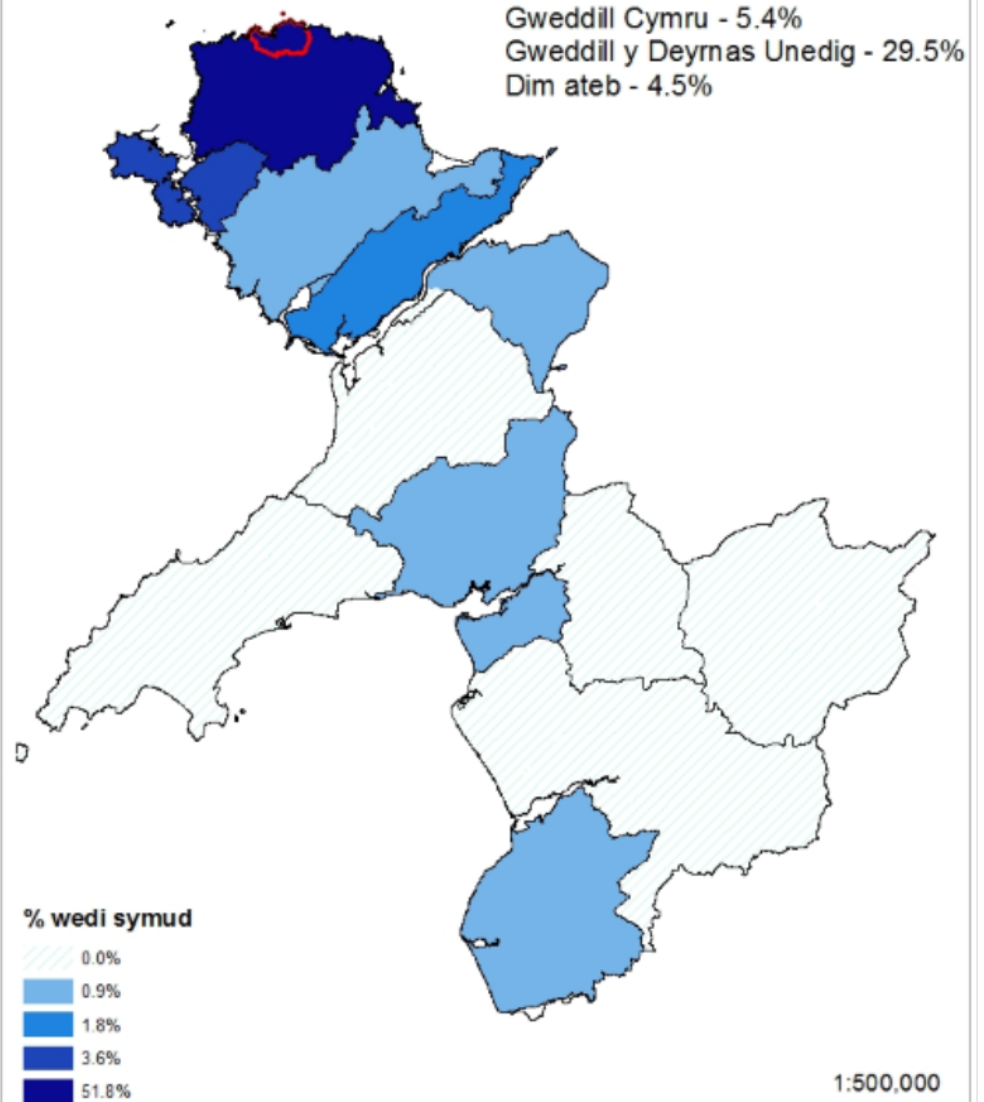 Gweddill Cymru - 5.4%
Gweddill y Deyrnas Unedig - 29.5%
Dim ateb - 4.5%
% wedi symud
0.0%
0.9%
1.8%
3.6%
51.8%
1:500,000